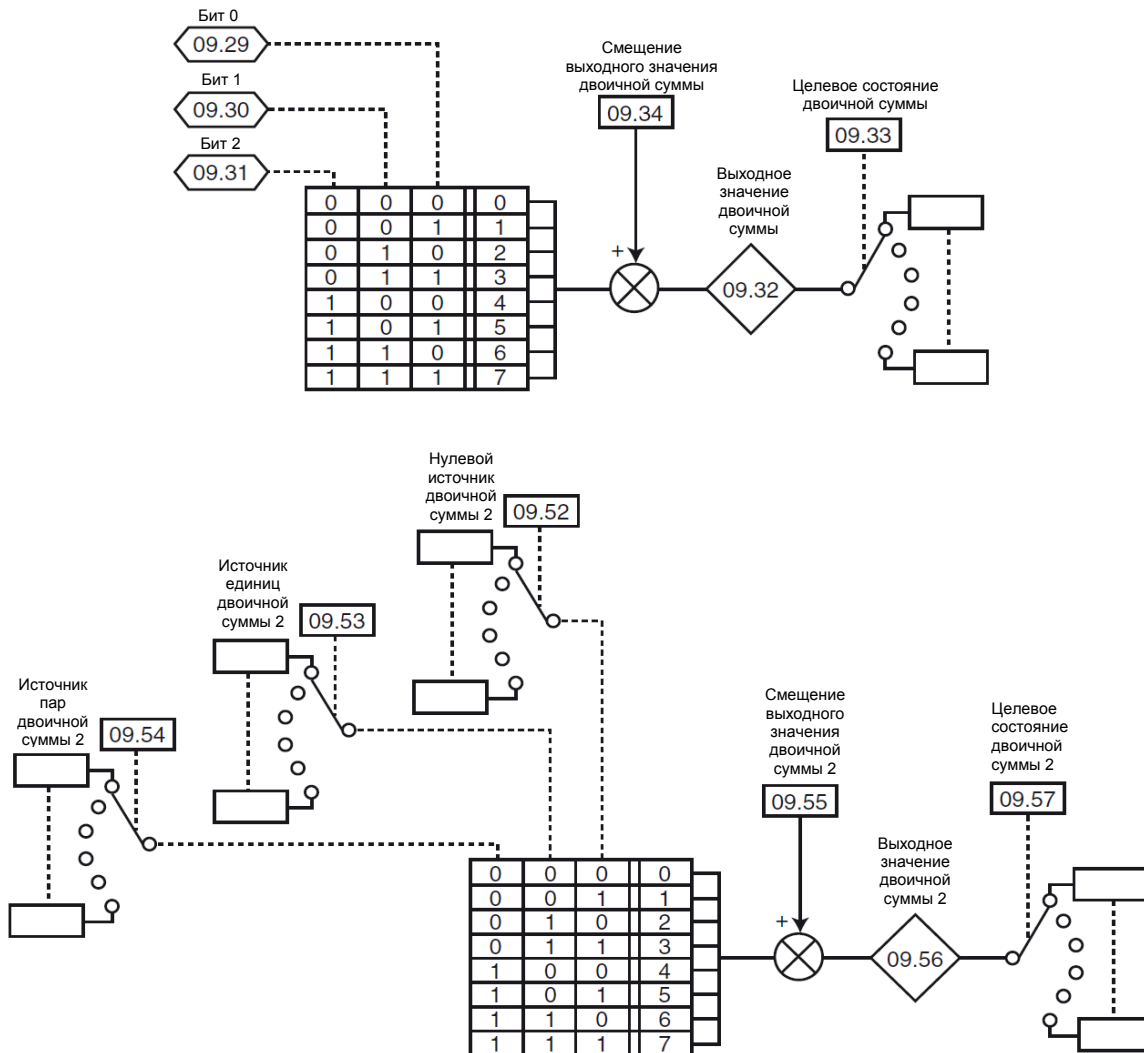 Бит 0
09.29
Бит 1
09.30
Бит 2
09.31
Смещение
выходного значения
двоичной суммы
09.34
Целевое состояние
двоичной суммы
09.33
Выходное
значение
двоичной
суммы
+
09.32
0 0 0 0
0 0 1 1
0 1 0 2
0 1 1 3
1 0 0 4
1 0 1 5
1 1 0 6
1 1 1 7
Нулевой
источник
двоичной
суммы 2
09.52
Источник
единиц
двоичной
суммы 2
09.53
Источник
пар
двоичной
суммы 2
09.54
Смещение
выходного
значения
двоичной
суммы 2
09.55
Целевое
состояние
двоичной
суммы 2
09.57
Выходное
значение
двоичной
суммы 2
+
09.56
0 0 0 0
0 0 1 1
0 1 0 2
0 1 1 3
1 0 0 4
1 0 1 5
1 1 0 6
1 1 1 7